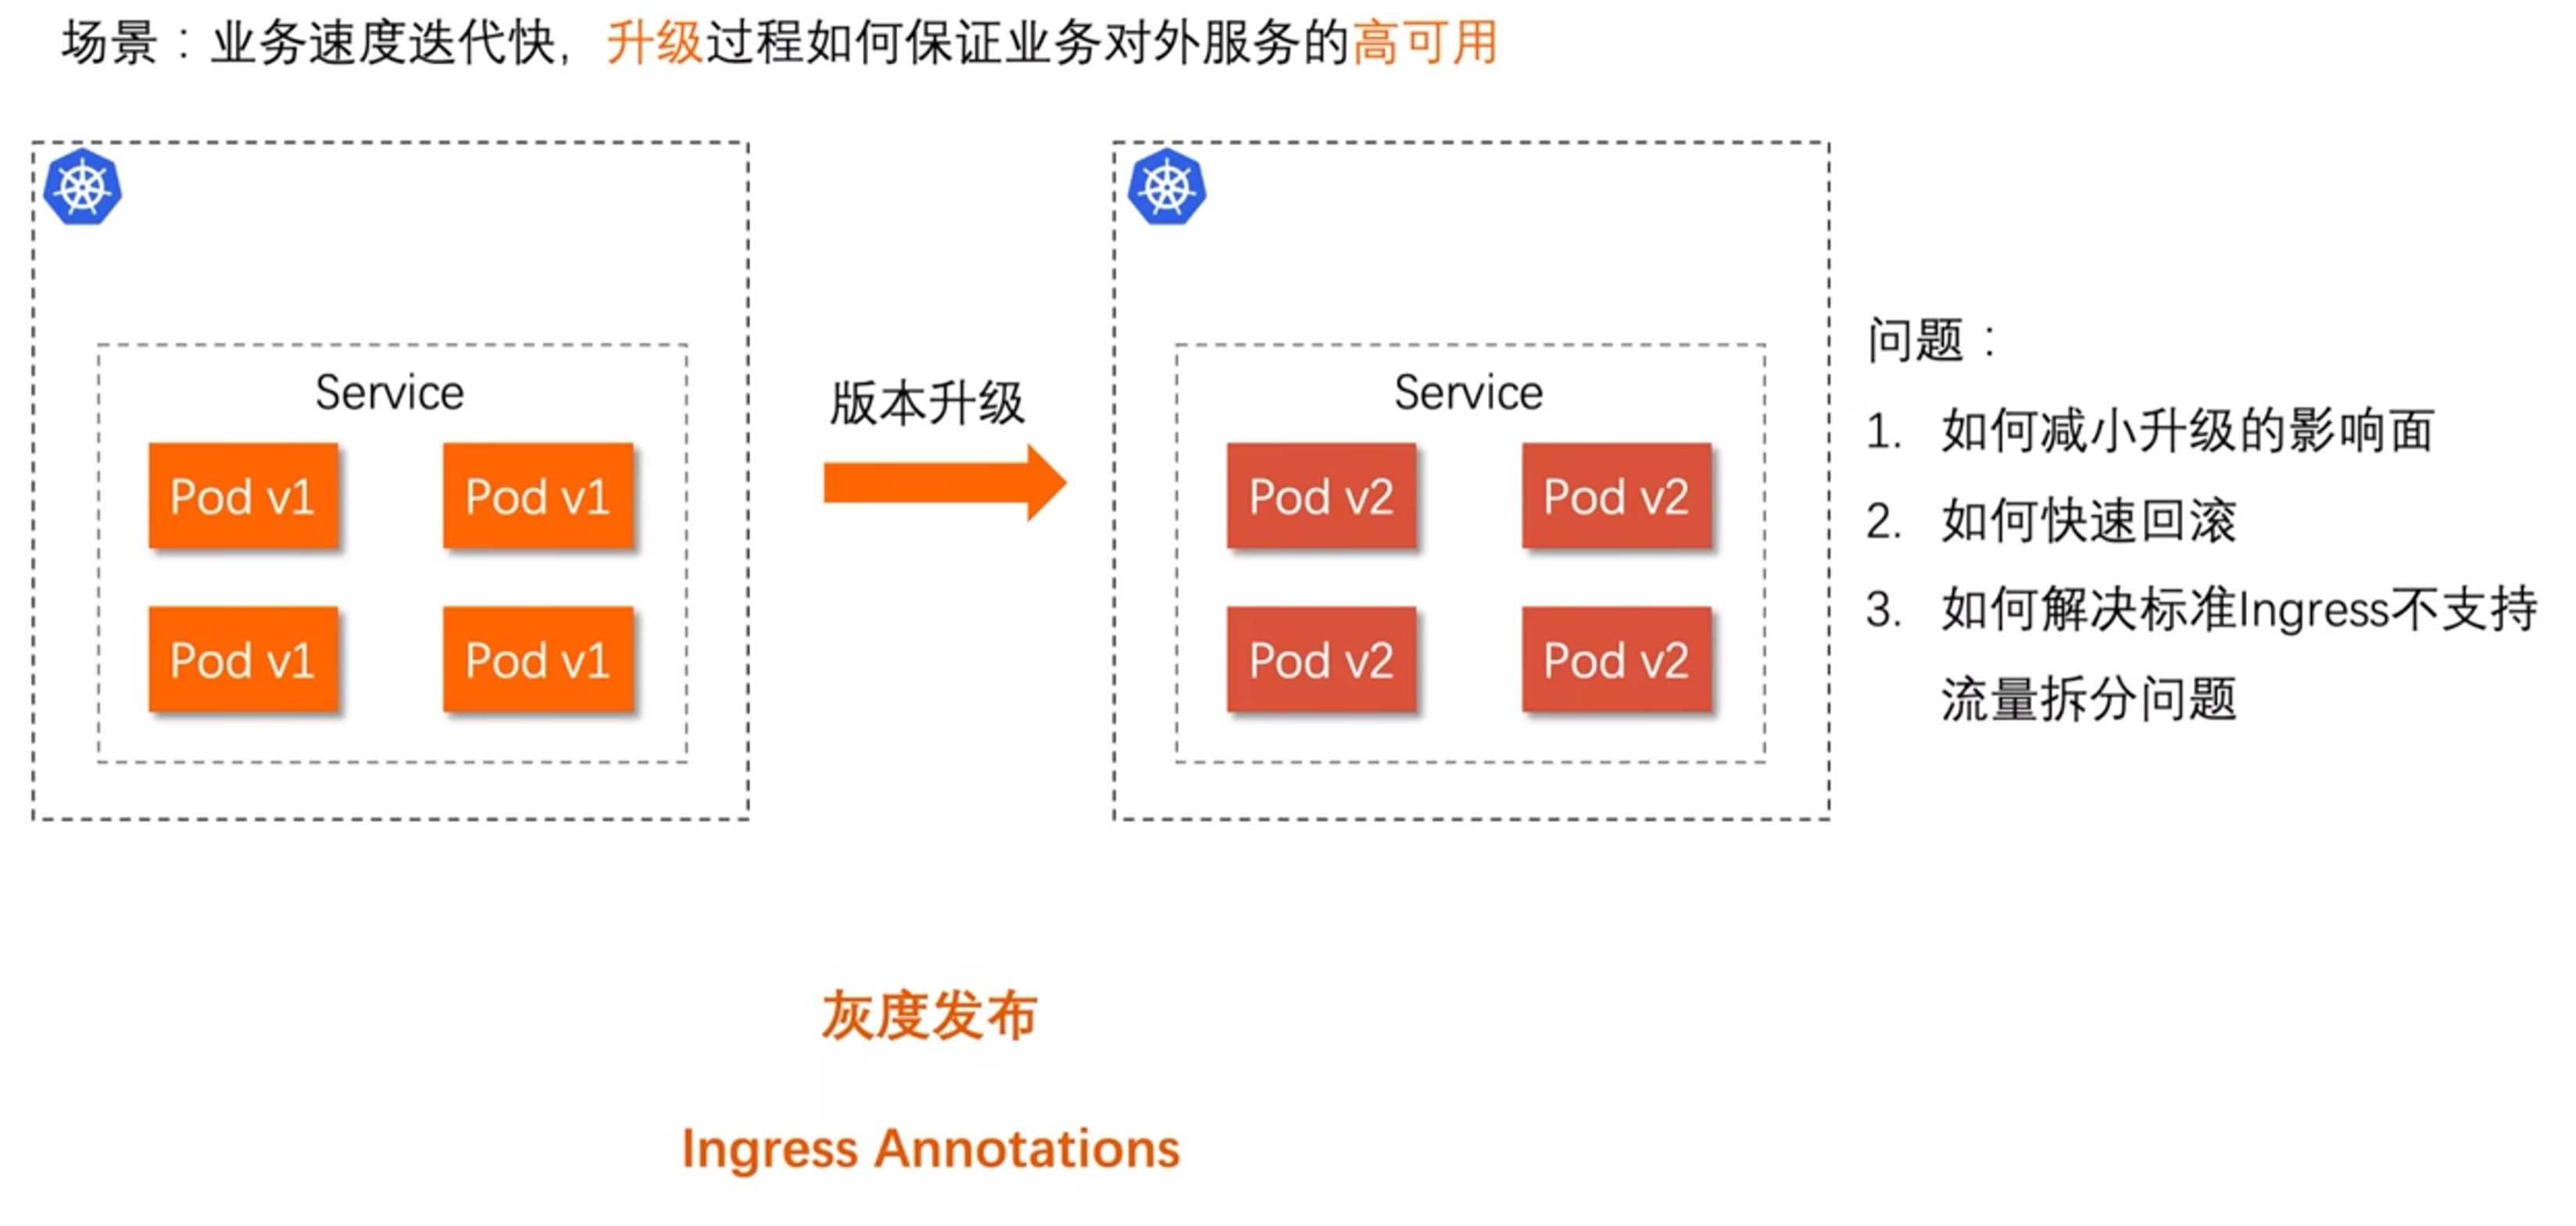 场景：业务速度迭代快，升级过程如何保证业务对外服务的高可用
Service
Pod v1
Pod v1
Pod v1
Pod v1
版本升级
Service
Pod v2
Pod v2
Pod v2
Pod v2
问题：
1. 如何减小升级的影响面
2. 如何快速回滚
3. 如何解决标准Ingress不支持
流量拆分问题
灰度发布
Ingress Annotations